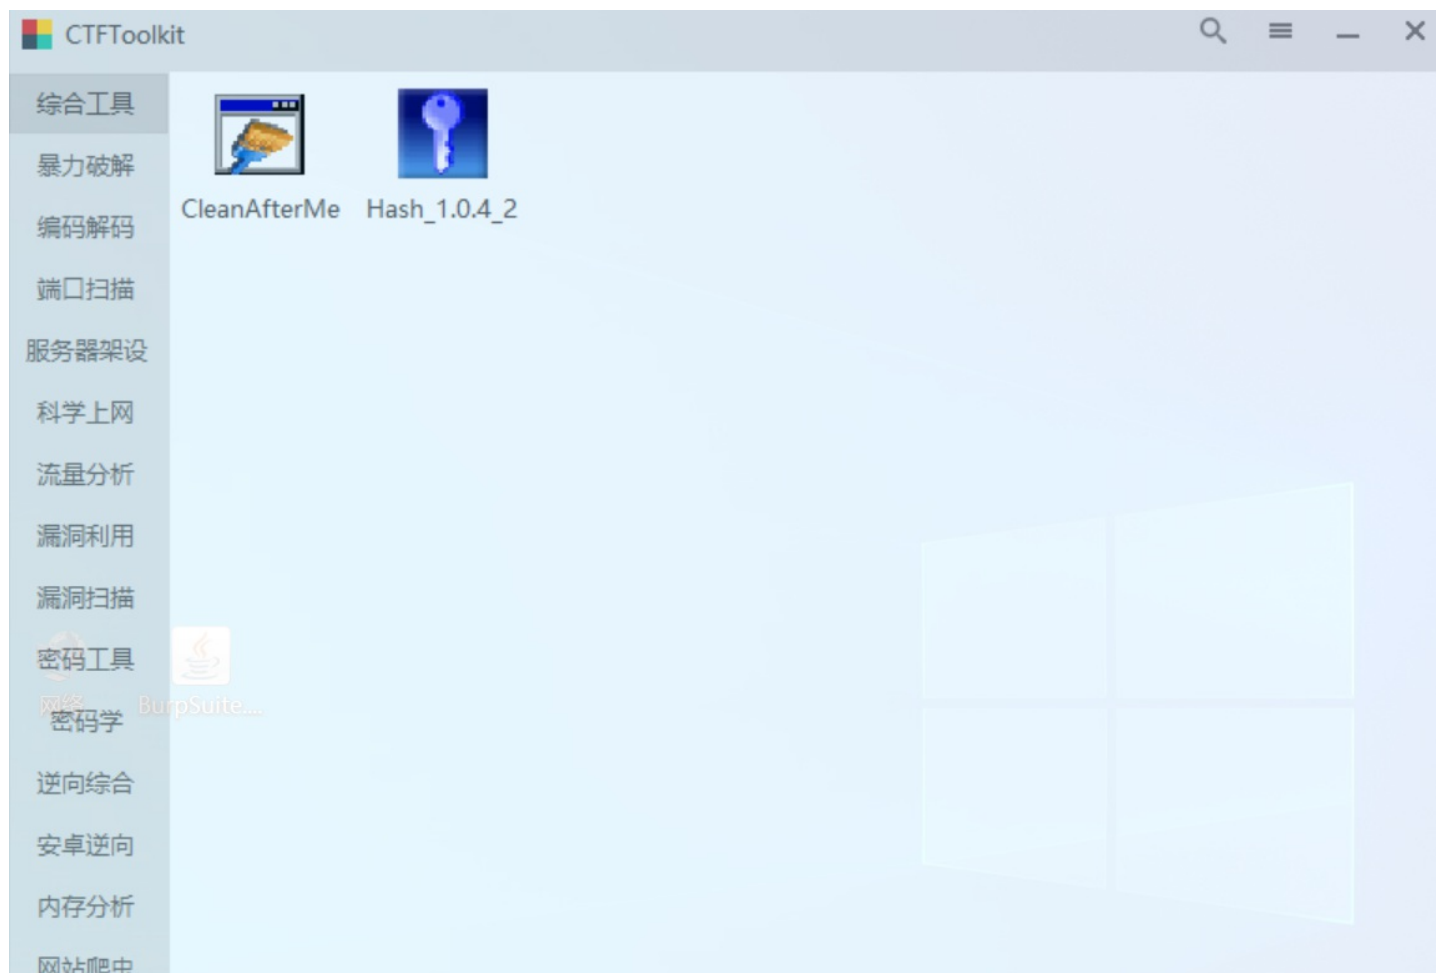 CTFToolkit
综合工具
暴力破解
编码解码
端口扫描
服务器架设
科学上网
流量分析
漏洞利用
漏洞扫描
密码工具
密码学
逆向综合
安卓逆向
内存分析
网站爬虫
CleanAfterMe
Hash_1.0.4_2
网络
BurpSuite....